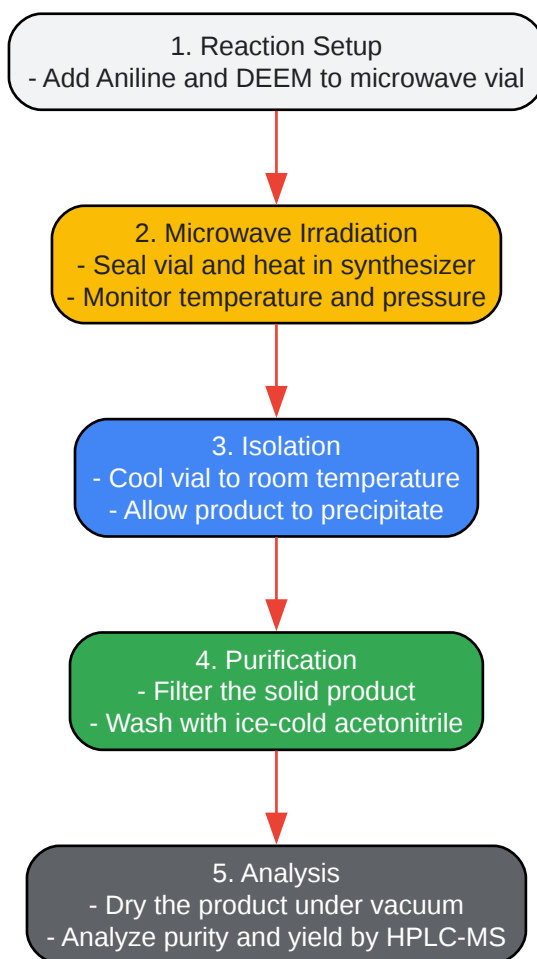 1. Reaction Setup
- Add Aniline and DEEM to microwave vial
2. Microwave Irradiation
- Seal vial and heat in synthesizer
- Monitor temperature and pressure
3. Isolation
- Cool vial to room temperature
- Allow product to precipitate
4. Purification
- Filter the solid product
- Wash with ice-cold acetonitrile
5. Analysis
- Dry the product under vacuum
- Analyze purity and yield by HPLC-MS